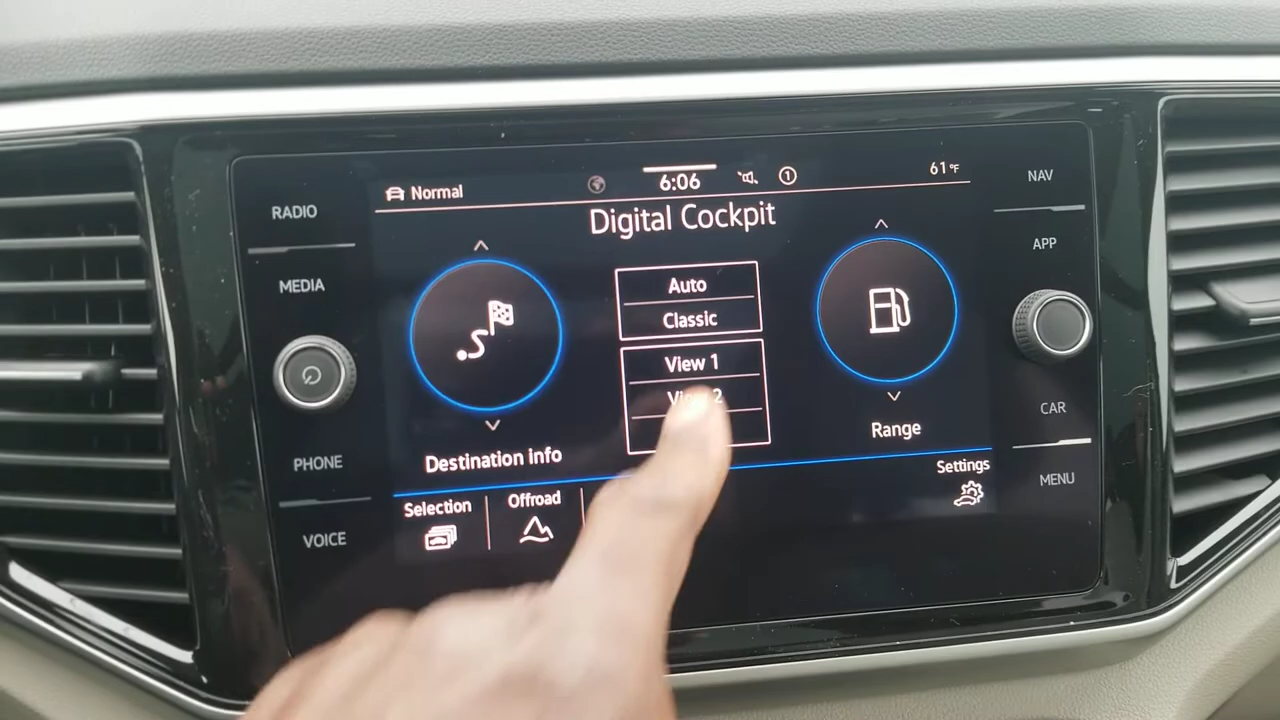 Normal
6:06
1
61°F
NAV
RADIO
Digital Cockpit
APP
MEDIA
Auto
Classic
View 1
View 2
CAR
PHONE
Destination info
Range
Settings
MENU
Selection
Offroad
VOICE